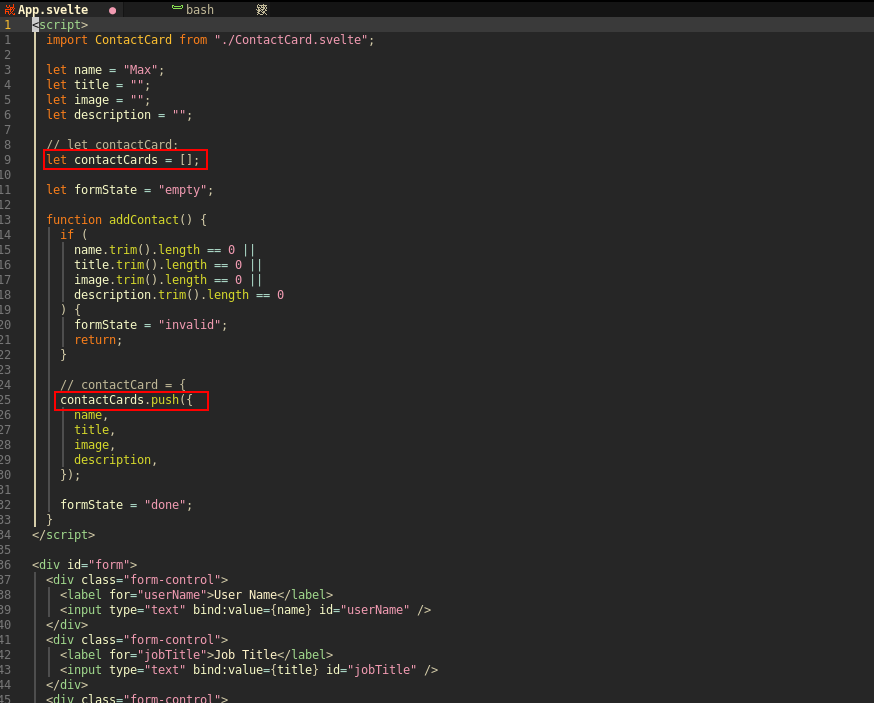 App.svelte ● bash
1 <script>
1 import ContactCard from "./ContactCard.svelte";
2
3 let name = "Max";
4 let title = "";
5 let image = "";
6 let description = "";
7
8 // let contactCard;
9 let contactCards = [];
10
11 let formState = "empty";
12
13 function addContact() {
14 if (
15 name.trim().length == 0 ||
16 title.trim().length == 0 ||
17 image.trim().length == 0 ||
18 description.trim().length == 0
19 ) {
20 formState = "invalid";
21 return;
22 }
23
24 // contactCard = {
25 contactCards.push({
26 name,
27 title,
28 image,
29 description,
30 });
31
32 formState = "done";
33 }
34 </script>
35
36 <div id="form">
37 <div class="form-control">
38 <label for="userName">User Name</label>
39 <input type="text" bind:value={name} id="userName" />
40 </div>
41 <div class="form-control">
42 <label for="jobTitle">Job Title</label>
43 <input type="text" bind:value={title} id="jobTitle" />
44 </div>
45 <div class="form-control">